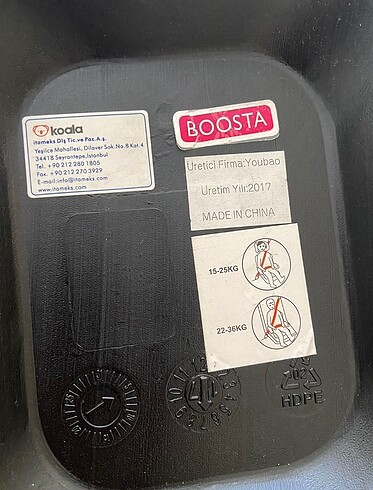 koala
itomeks Dış Tic.ve Paz.A.ş.
Yeşilce Mahallesi, Dilaver Sok.No.8 Kat.4
34418 Seyrantepe,İstanbul
Tel. +90 212 280 1805
Fax. +90 212 270 3929
E-mail:info@itomeks.com
www.itomeks.com
BOOSTA
Uretici Firma:Youbao
Uretim Yılı:2017
MADE IN CHINA
15-25KG
22-36KG
HDPE